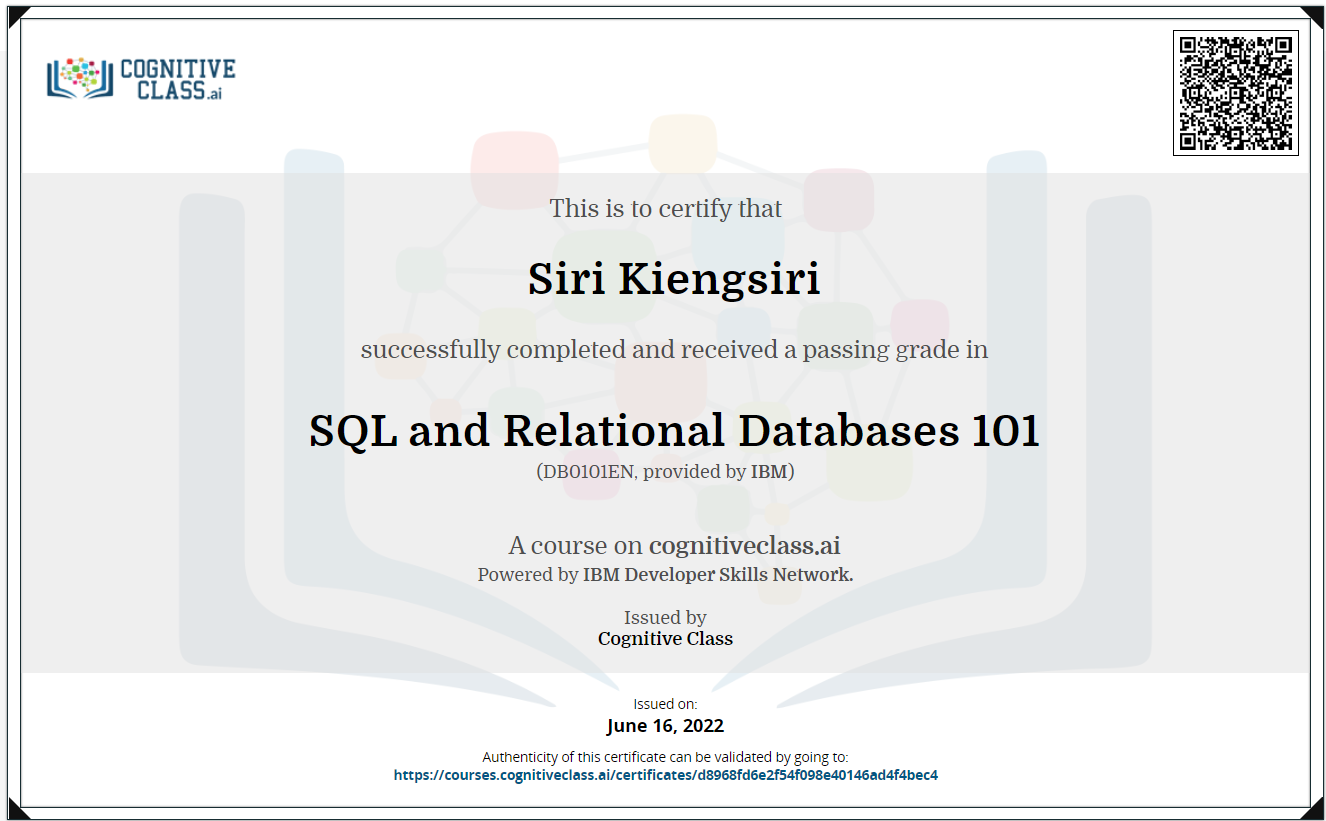 COGNITIVE
CLASS.ai
This is to certify that
Siri Kiengsiri
successfully completed and received a passing grade in
SQL and Relational Databases 101
(DB0101EN, provided by IBM)
A course on cognitiveclass.ai
Powered by IBM Developer Skills Network.
Issued by
Cognitive Class
Issued on:
June 16, 2022
Authenticity of this certificate can be validated by going to:
https://courses.cognitiveclass.ai/certificates/d8968fd6e2f54f098e40146ad4f4bec4